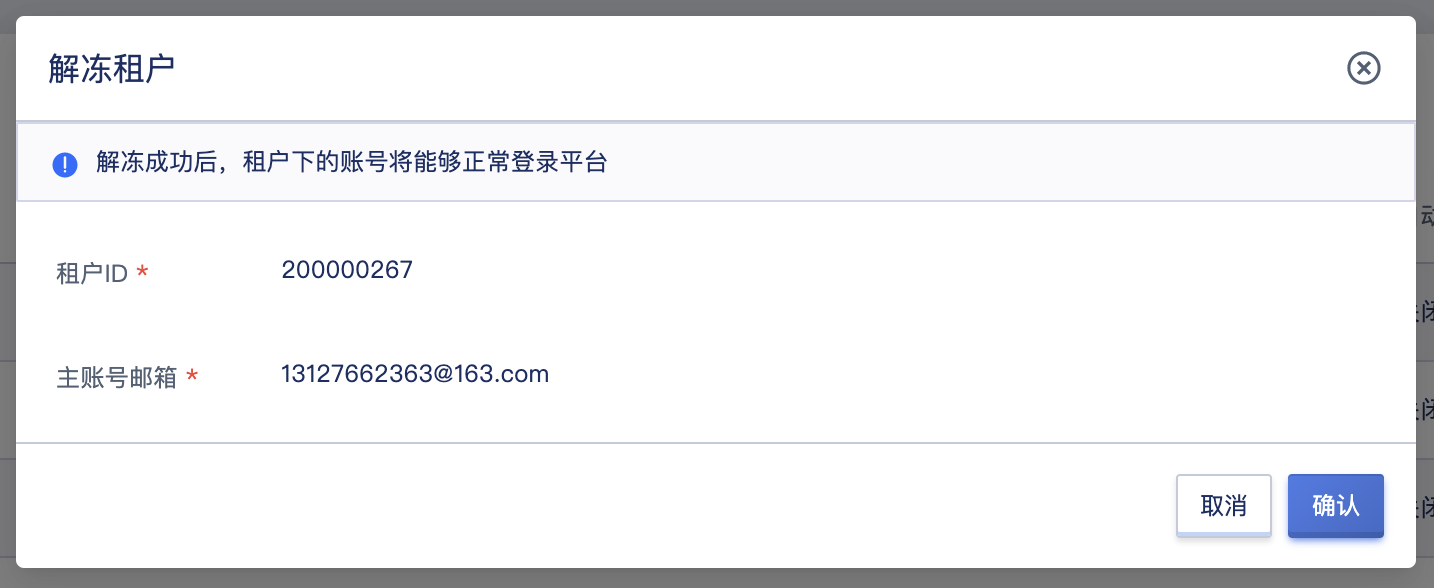 解冻租户
解冻成功后，租户下的账号将能够正常登录平台
租户ID *
200000267
主账号邮箱 *
13127662363@163.com
取消
确认